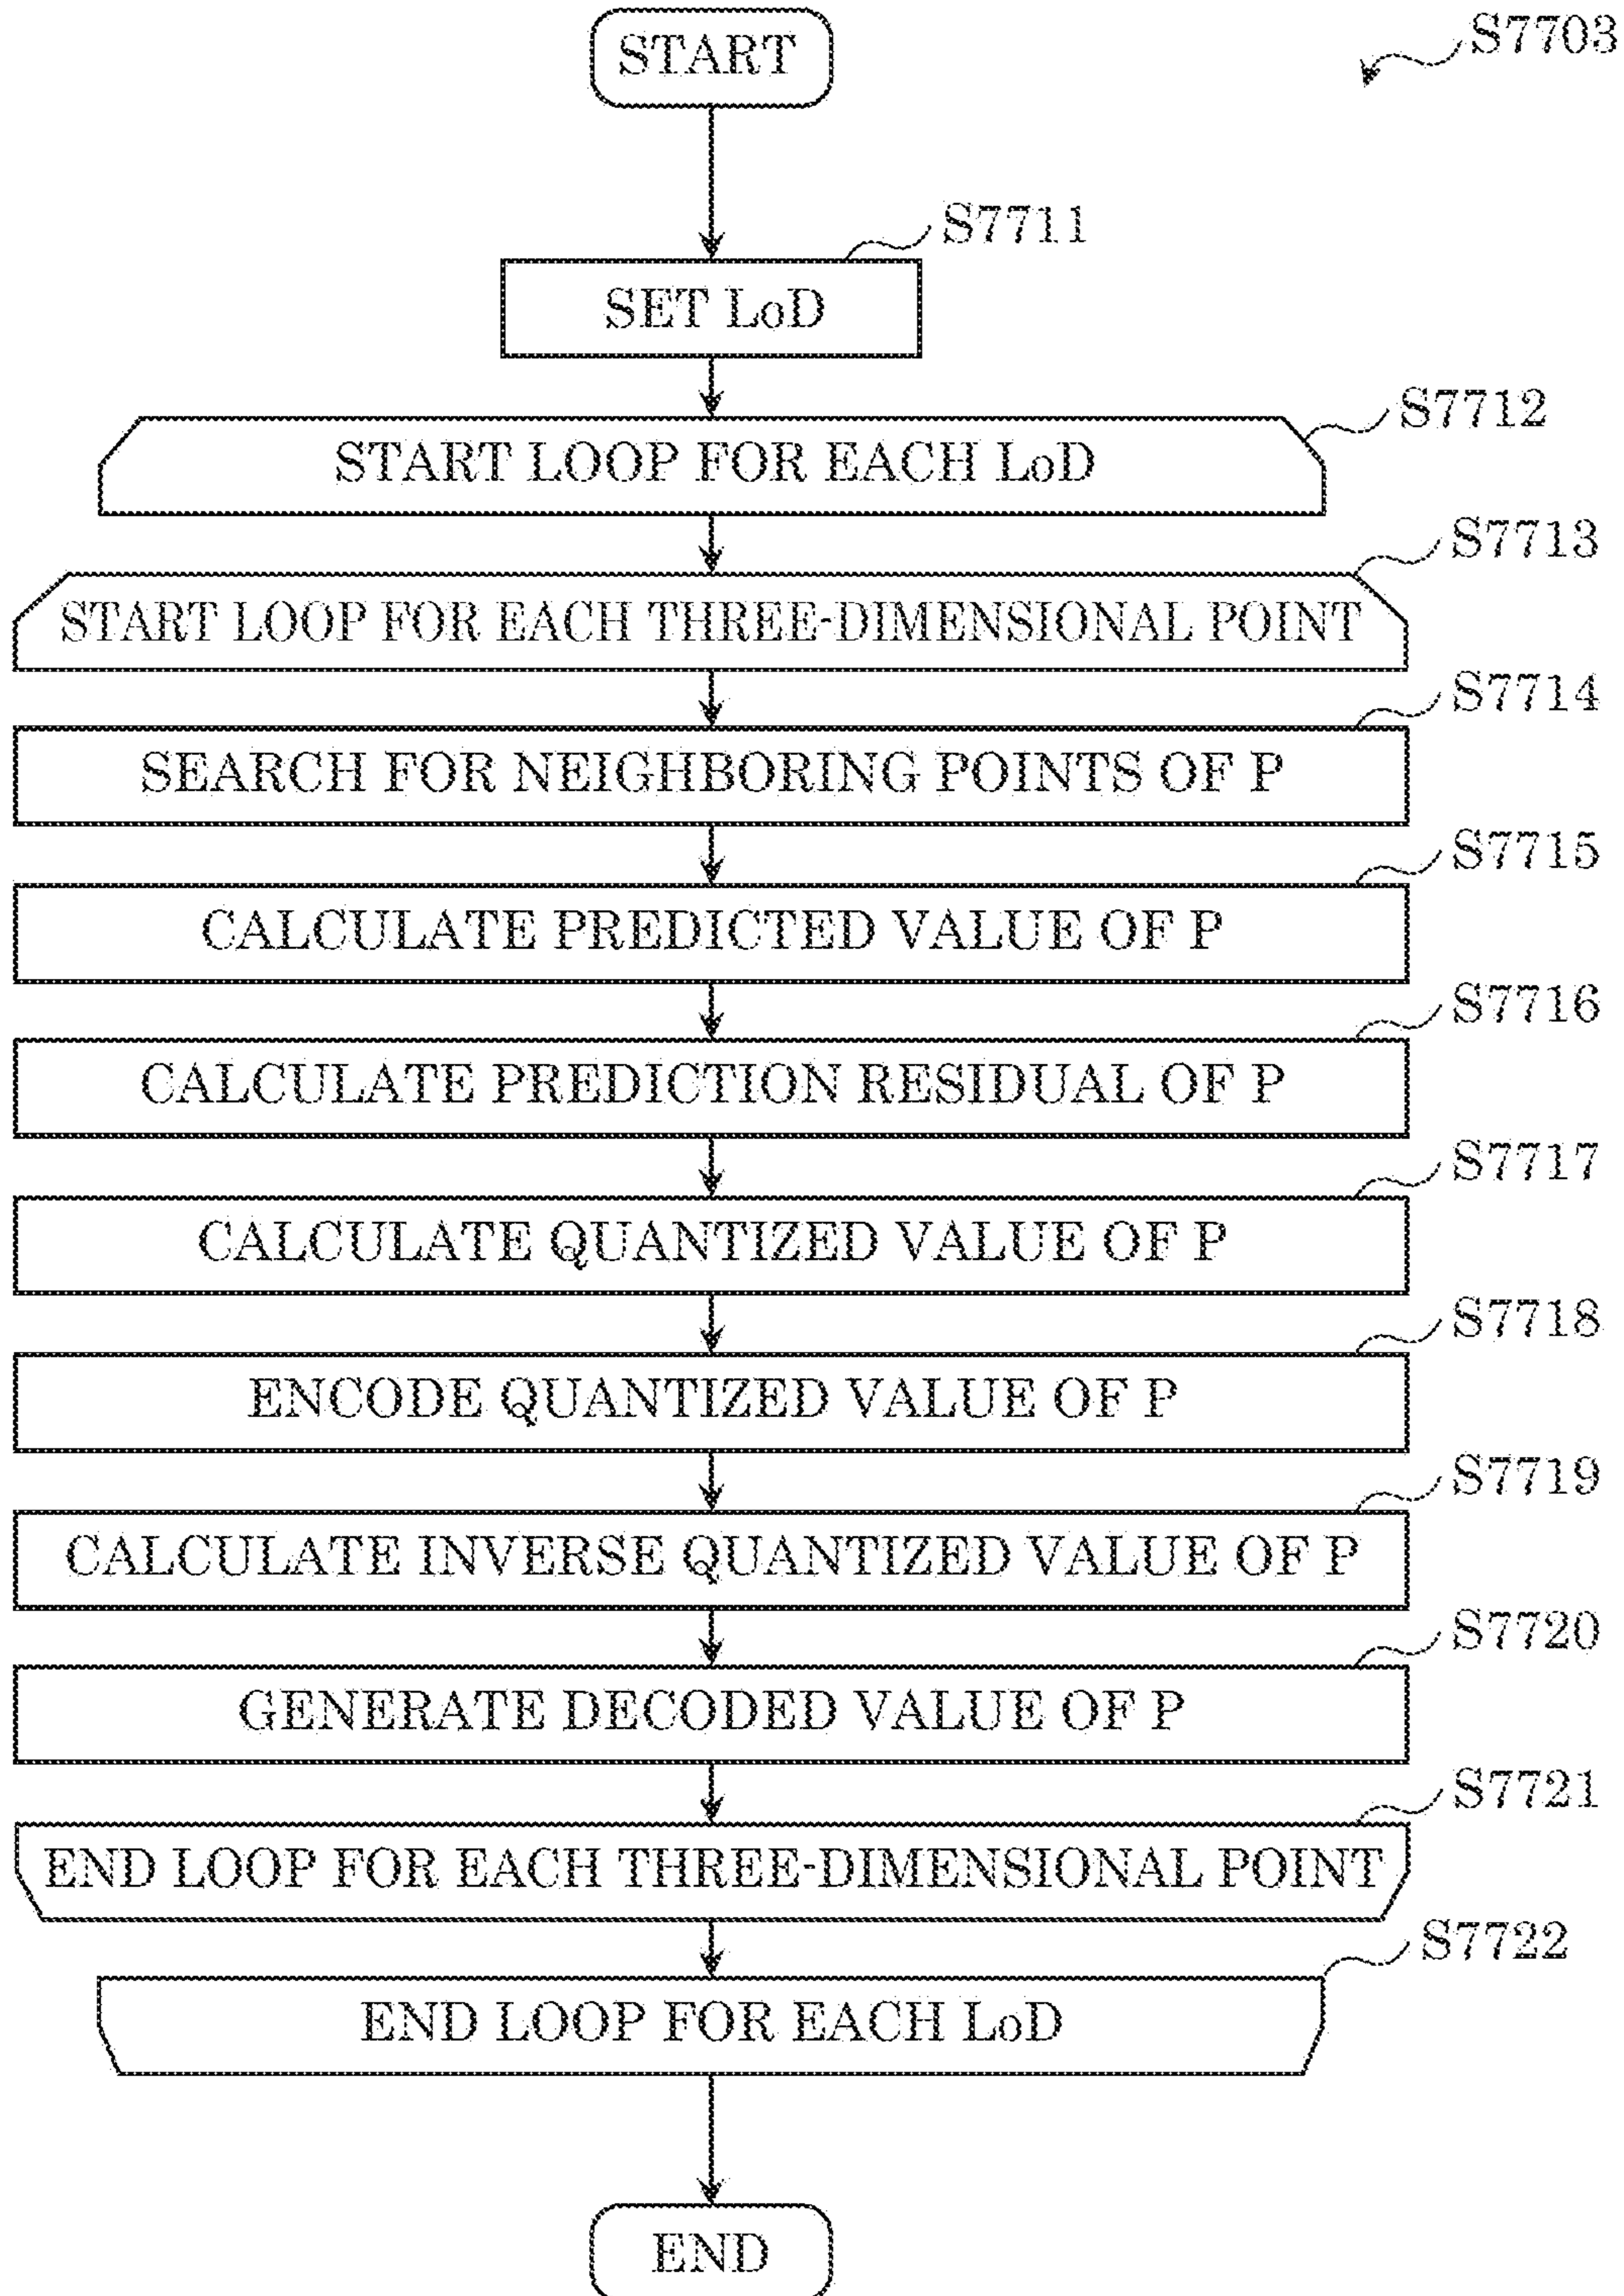 START
S7703
S7711
SET LoD
S7712
START LOOP FOR EACH LoD
S7713
START LOOP FOR EACH THREE-DIMENSIONAL POINT
S7714
SEARCH FOR NEIGHBORING POINTS OF P
S7715
CALCULATE PREDICTED VALUE OF P
S7716
CALCULATE PREDICTION RESIDUAL OF P
S7717
CALCULATE QUANTIZED VALUE OF P
S7718
ENCODE QUANTIZED VALUE OF P
S7719
CALCULATE INVERSE QUANTIZED VALUE OF P
S7720
GENERATE DECODED VALUE OF P
S7721
END LOOP FOR EACH THREE-DIMENSIONAL POINT
S7722
END LOOP FOR EACH LoD
END